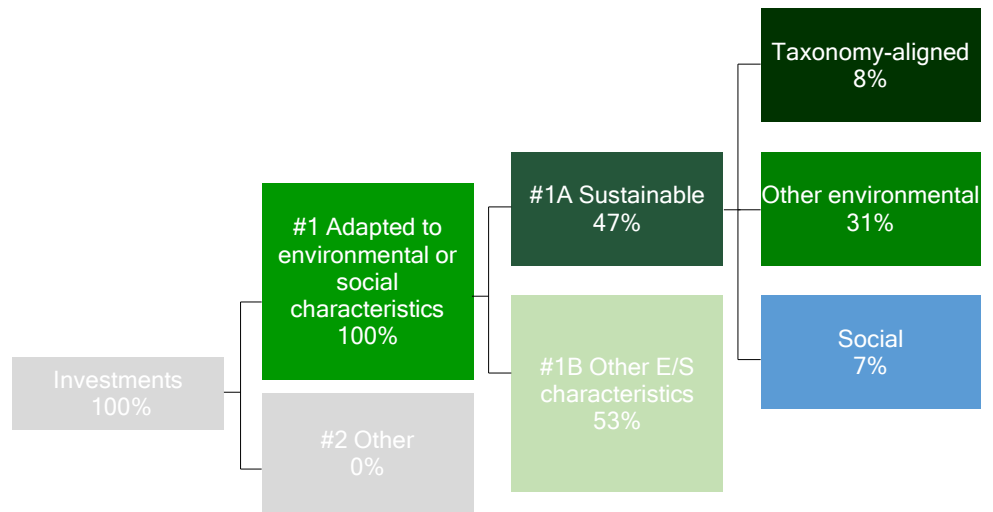 Investments
100%
#1 Adapted to
environmental or
social
characteristics
100%
#2 Other
0%
#1A Sustainable
47%
#1B Other E/S
characteristics
53%
Taxonomy-aligned
8%
Other environmental
31%
Social
7%